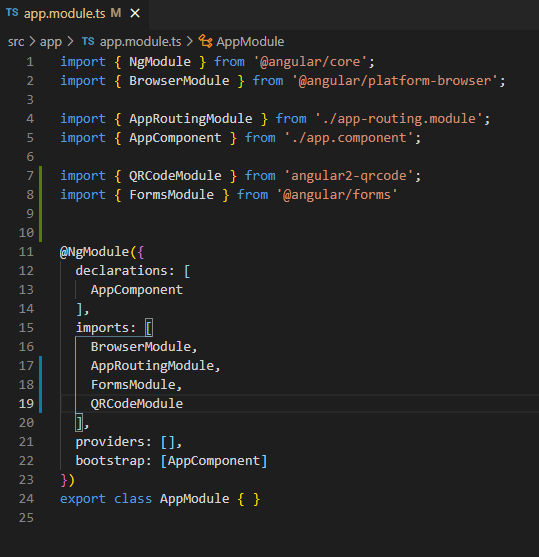 TS app.module.ts M ×
src > app > TS app.module.ts > AppModule
1 import { NgModule } from '@angular/core';
2 import { BrowserModule } from '@angular/platform-browser';
3
4 import { AppRoutingModule } from './app-routing.module';
5 import { AppComponent } from './app.component';
6
7 import { QRCodeModule } from 'angular2-qrcode';
8 import { FormsModule } from '@angular/forms'
9
10
11 @NgModule({
12   declarations: [
13     AppComponent
14   ],
15   imports: [
16     BrowserModule,
17     AppRoutingModule,
18     FormsModule,
19     QRCodeModule
20   ],
21   providers: [],
22   bootstrap: [AppComponent]
23 })
24 export class AppModule { }
25